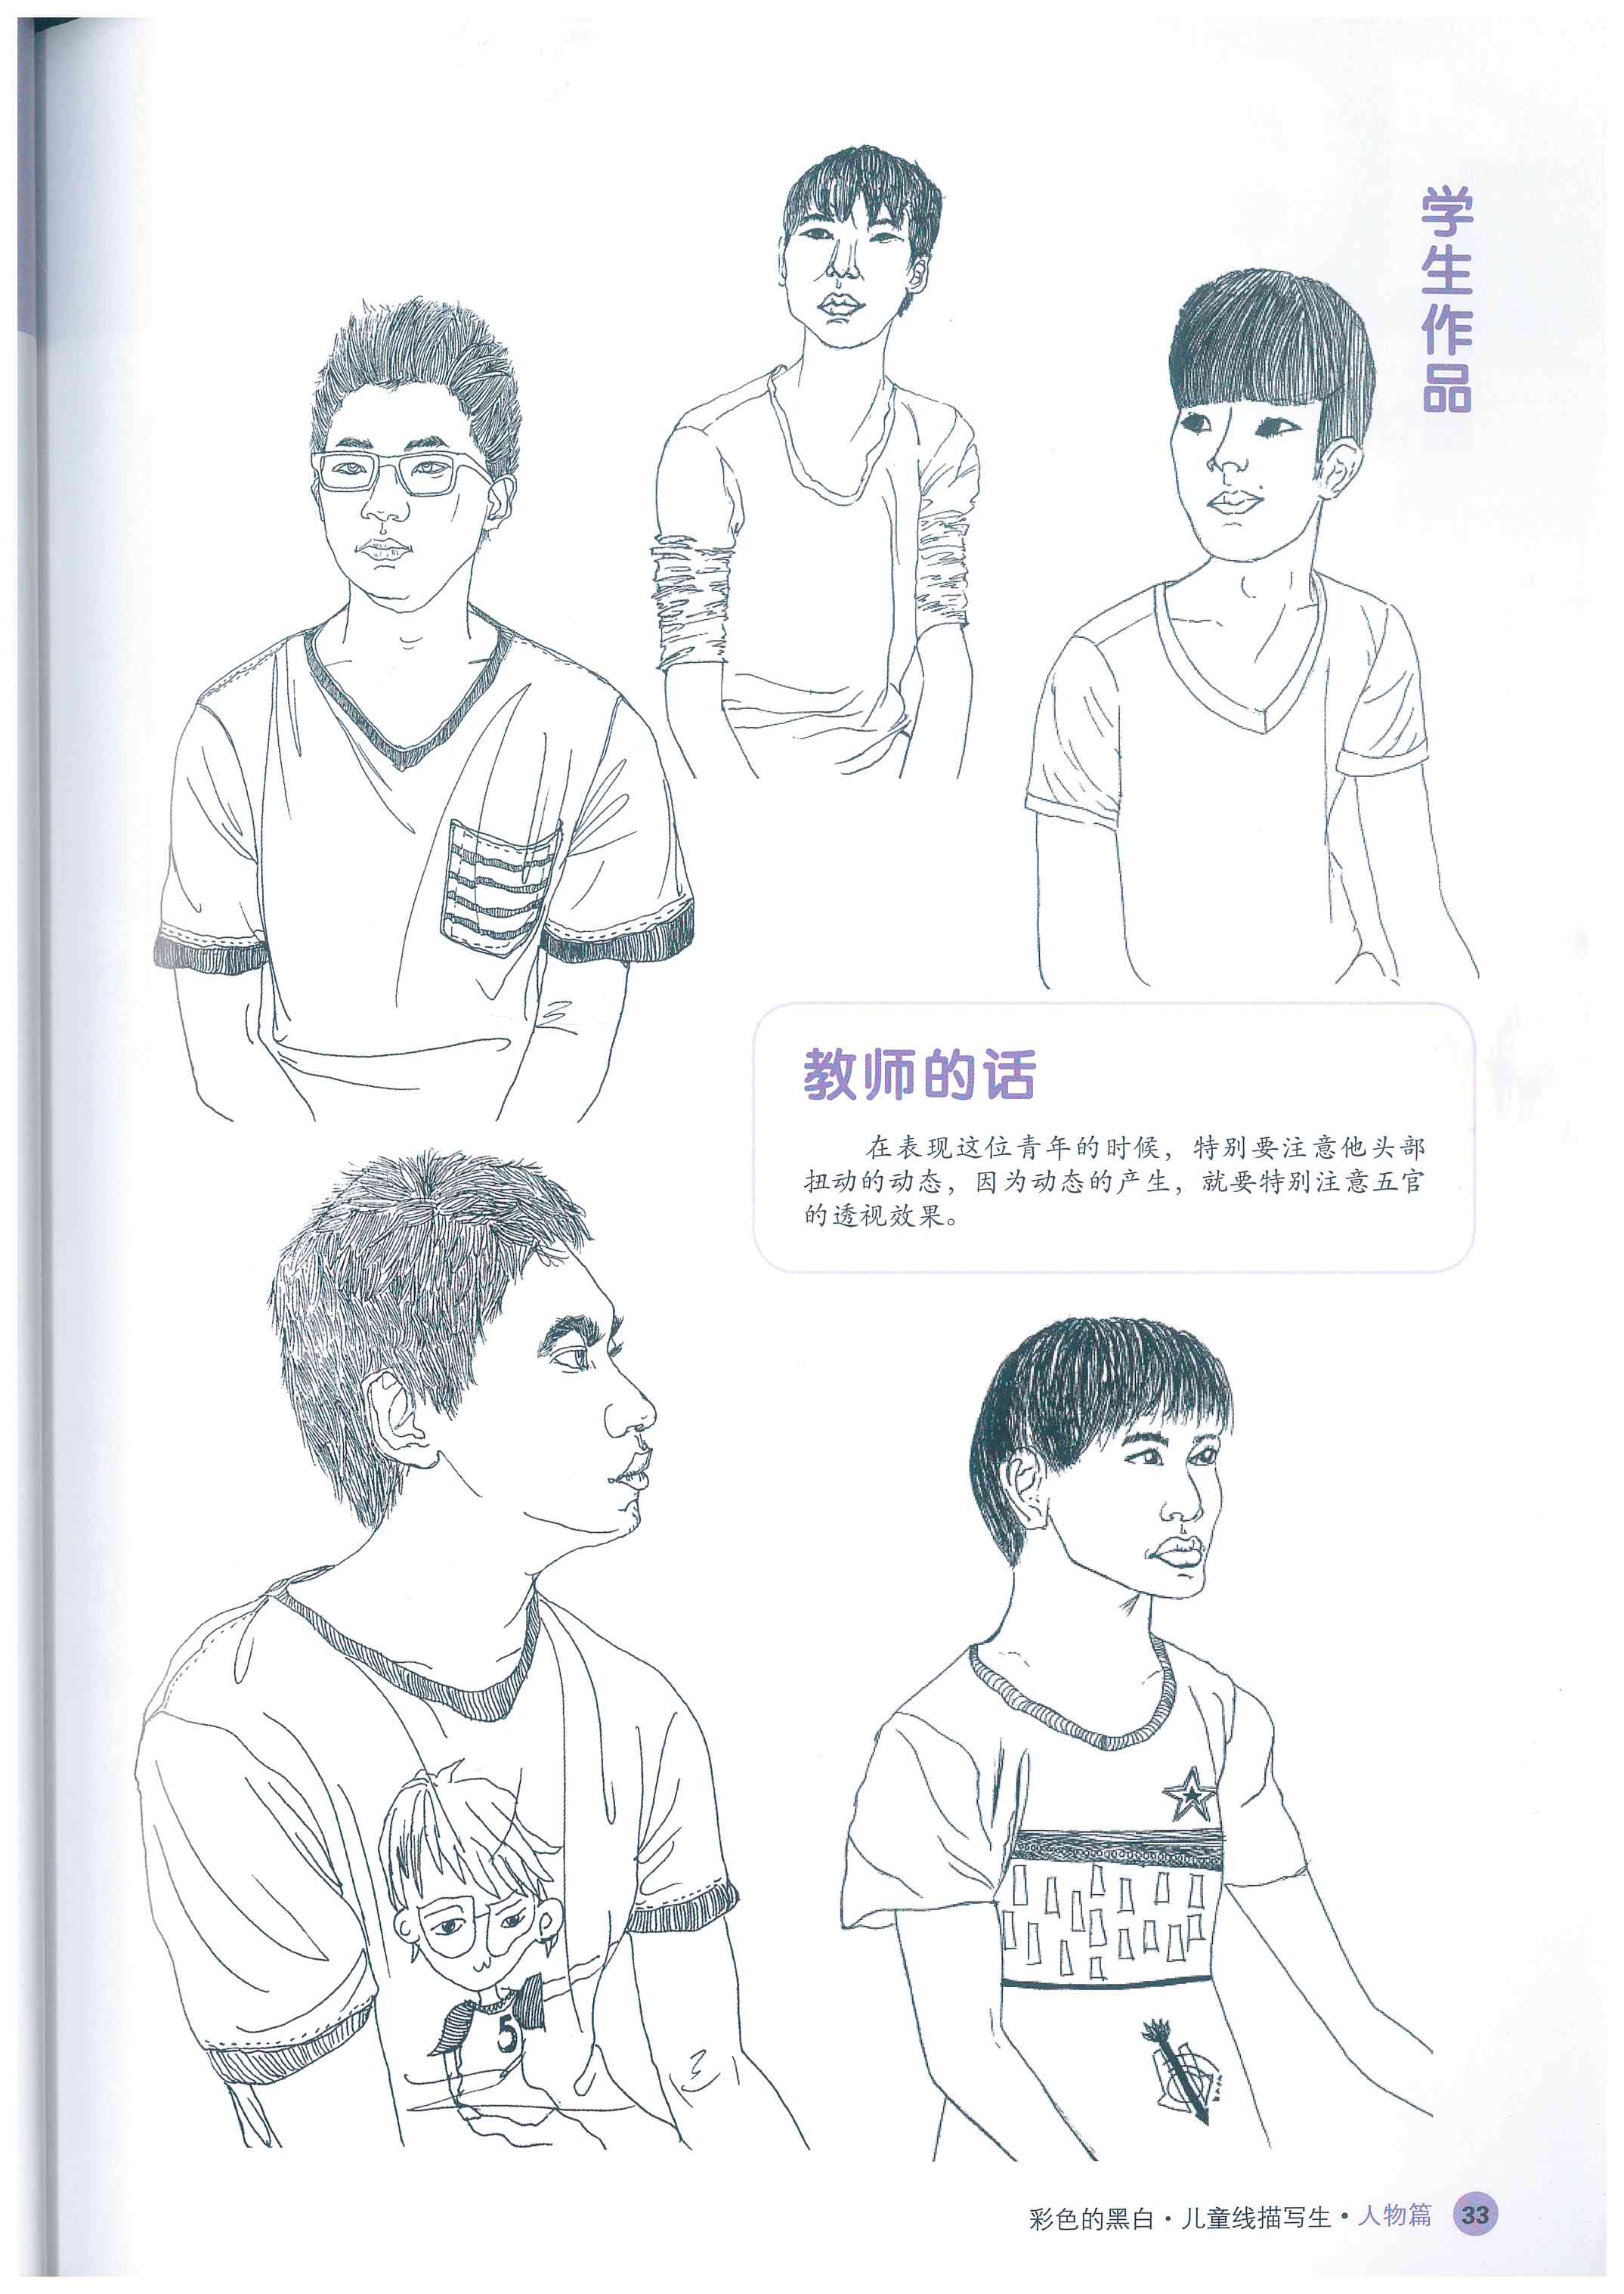 学生作品
教师的话
在表现这位青年的时候，特别要注意他头部
扭动的动态，因为动态的产生，就要特别注意五官
的透视效果。
5
彩色的黑白·儿童线描写生·人物篇 33